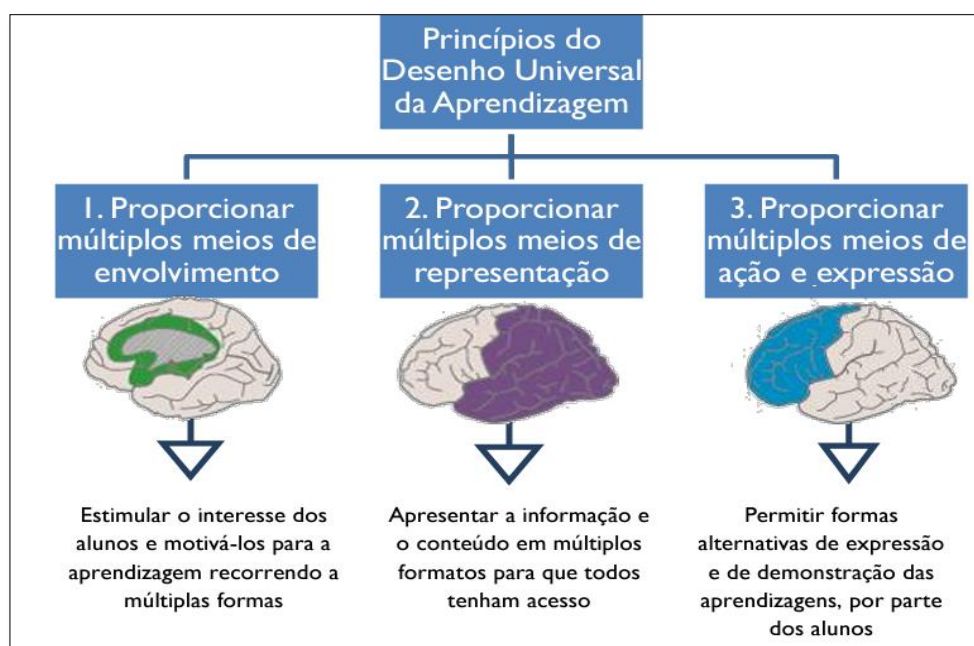 Princípios do
Desenho Universal
da Aprendizagem
1. Proporcionar
múltiplos meios de
envolvimento
2. Proporcionar
múltiplos meios de
representação
3. Proporcionar
múltiplos meios de
ação e expressão
Estimular o interesse dos
alunos e motivá-los para a
aprendizagem recorrendo a
múltiplas formas
Apresentar a informação e
o conteúdo em múltiplos
formatos para que todos
tenham acesso
Permitir formas
alternativas de expressão
e de demonstração das
aprendizagens, por parte
dos alunos